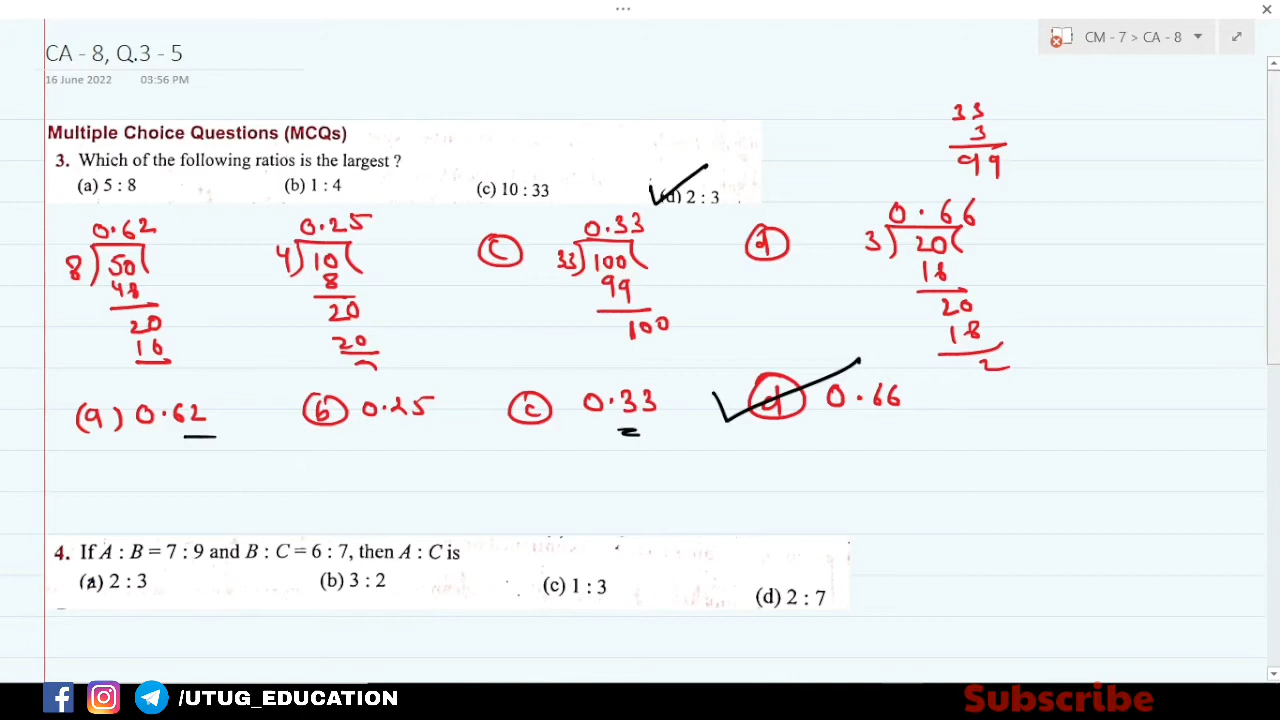 CA - 8, Q.3 - 5
16 June 2022 03:56 PM
CM - 7 > CA - 8
Multiple Choice Questions (MCQs)
3. Which of the following ratios is the largest ?
(a) 5 : 8 (b) 1 : 4 (c) 10 : 33 (d) 2 : 3
33
3
99
0.62 0.25 0.33 0.66
8)50( 4)10( (c) 33)100( (d) 3)20(
48 8 99 18
20 20 100 20
16 20 18
2
(a) 0.62 (b) 0.25 (c) 0.33 (d) 0.66
4. If A : B = 7 : 9 and B : C = 6 : 7, then A : C is
(a) 2 : 3 (b) 3 : 2 (c) 1 : 3 (d) 2 : 7
/UTUG_EDUCATION
Subscribe